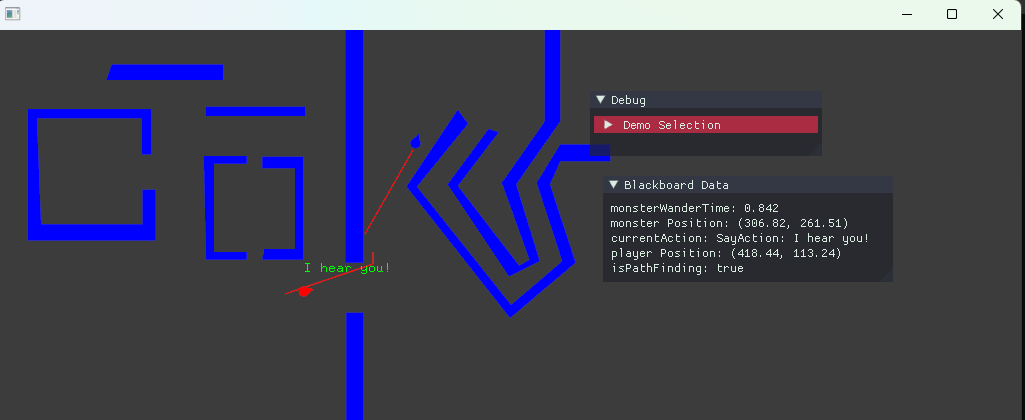 Debug
Demo Selection
Blackboard Data
monsterWanderTime: 0.842
monster Position: (306.82, 261.51)
currentAction: SayAction: I hear you!
player Position: (418.44, 113.24)
isPathFinding: true
I hear you!